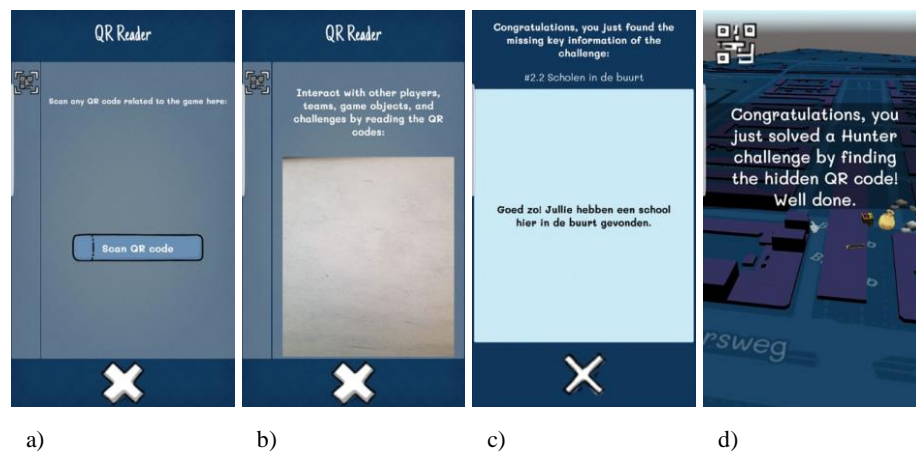 QR Reader
Scan any QR code related to the game here:
Scan QR code
a)
QR Reader
Interact with other players,
teams, game objects, and
challenges by reading the QR
codes:
b)
Congratulations, you just found the
missing key information of the
challenge:
#2.2 Scholen in de buurt
Goed zo! Jullie hebben een school
hier in de buurt gevonden.
c)
Congratulations, you
just solved a Hunter
challenge by finding
the hidden QR code!
Well done.
rsweg
d)